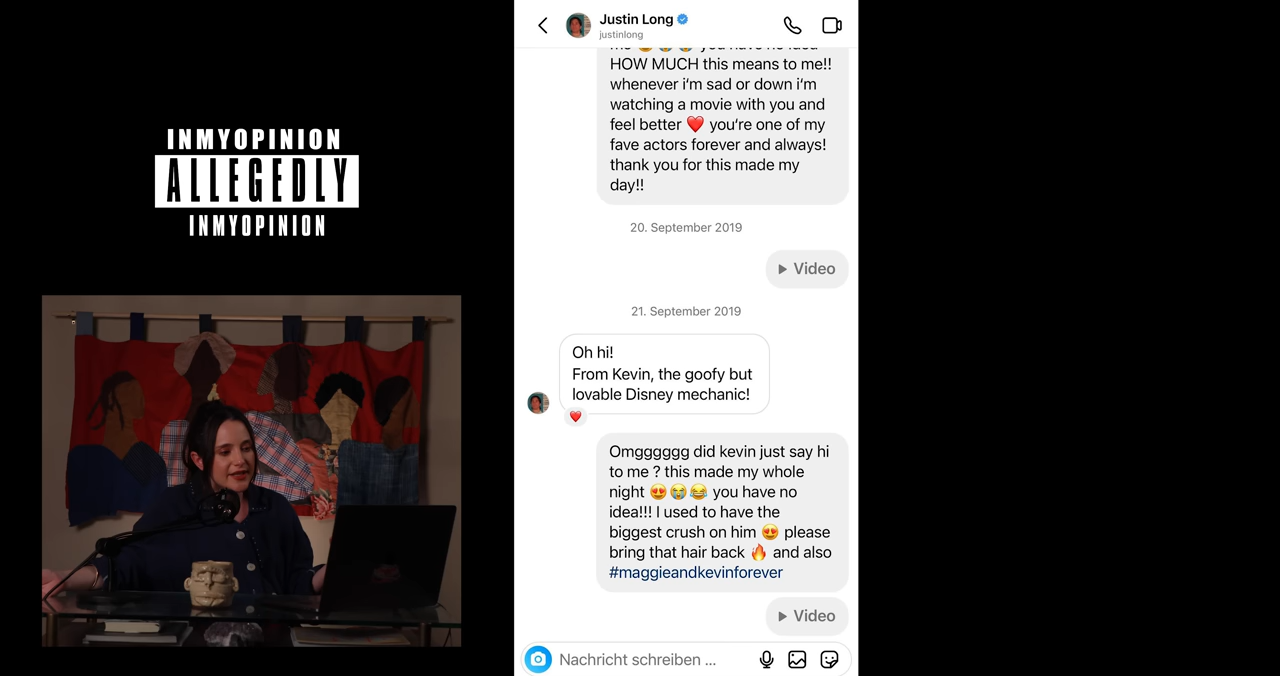 INMYOPINION
ALLEGEDLY
INMYOPINION
Justin Long
justinlong
you have no idea
HOW MUCH this means to me!!
whenever i'm sad or down i'm
watching a movie with you and
feel better ❤️ you're one of my
fave actors forever and always!
thank you for this made my
day!!
20. September 2019
Video
21. September 2019
Oh hi!
From Kevin, the goofy but
lovable Disney mechanic!
Omgggggg did kevin just say hi
to me ? this made my whole
night 😍😭😂 you have no
idea!!! I used to have the
biggest crush on him 😍 please
bring that hair back 🔥 and also
#maggieandkevinforever
Video
Nachricht schreiben ...